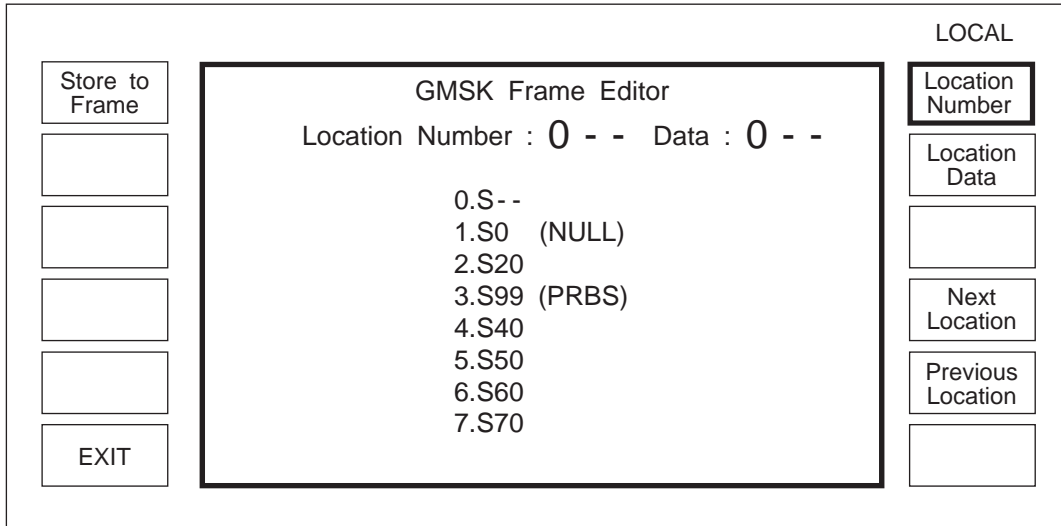 LOCAL
Store to
Frame
EXIT
GMSK Frame Editor
Location Number : 0 - - Data : 0 - -
0.S- -
1.S0 (NULL)
2.S20
3.S99 (PRBS)
4.S40
5.S50
6.S60
7.S70
Location
Number
Location
Data
Next
Location
Previous
Location